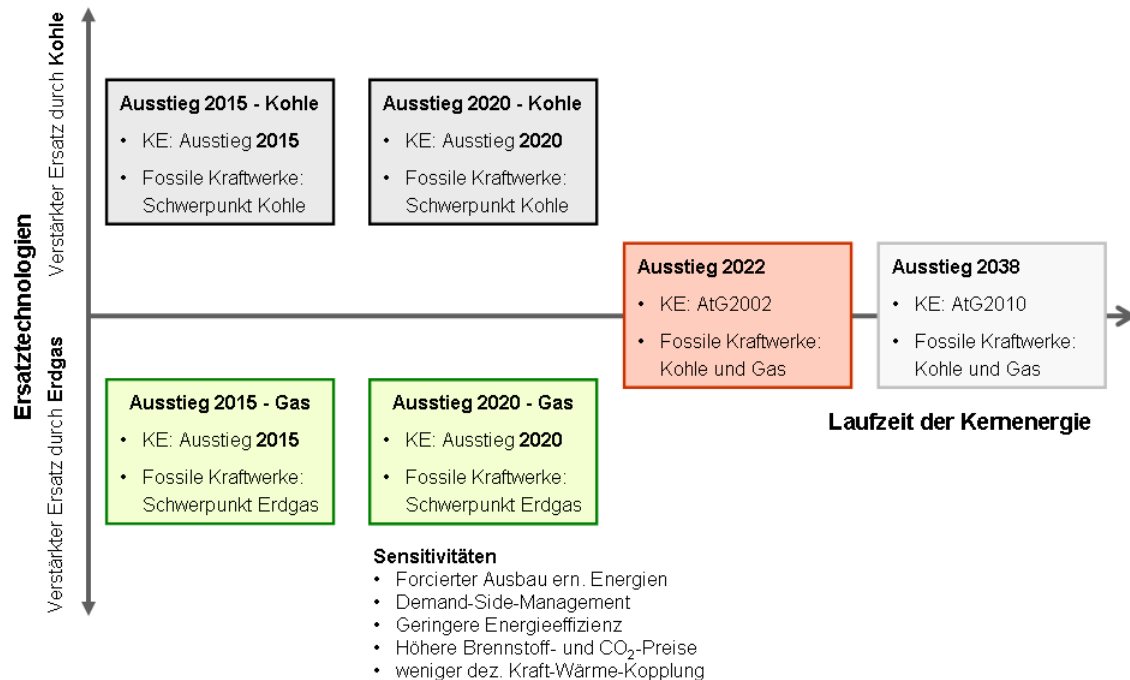 Ersatztechnologien
Verstärkter Ersatz durch Kohle
Verstärkter Ersatz durch Erdgas
Ausstieg 2015 - Kohle
• KE: Ausstieg 2015
• Fossile Kraftwerke:
Schwerpunkt Kohle
Ausstieg 2020 - Kohle
• KE: Ausstieg 2020
• Fossile Kraftwerke:
Schwerpunkt Kohle
Ausstieg 2022
• KE: AtG2002
• Fossile Kraftwerke:
Kohle und Gas
Ausstieg 2038
• KE: AtG2010
• Fossile Kraftwerke:
Kohle und Gas
Laufzeit der Kernenergie
Ausstieg 2015 - Gas
• KE: Ausstieg 2015
• Fossile Kraftwerke:
Schwerpunkt Erdgas
Ausstieg 2020 - Gas
• KE: Ausstieg 2020
• Fossile Kraftwerke:
Schwerpunkt Erdgas
Sensitivitäten
• Forcierter Ausbau ern. Energien
• Demand-Side-Management
• Geringere Energieeffizienz
• Höhere Brennstoff- und CO₂-Preise
• weniger dez. Kraft-Wärme-Kopplung